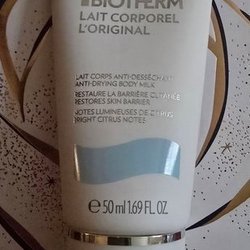 BIOTHERM
LAIT CORPOREL
L'ORIGINAL
LAIT CORPS ANTI-DESSÉCHANT
ANTI-DRYING BODY MILK
RESTAURE LA BARRIÈRE CUTANÉE
RESTORES SKIN BARRIER
NOTES LUMINEUSES DE CITRUS
BRIGHT CITRUS NOTES
e 50 ml 1.69 FL.OZ.